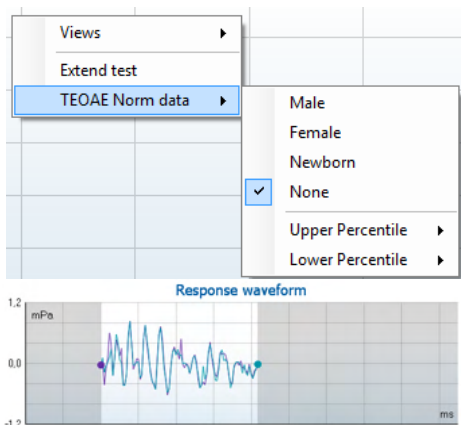 Views
Extend test
TEOAE Norm data
Male
Female
Newborn
None
Upper Percentile
Lower Percentile
Response waveform
1,2
mPa
0,0
ms
-1,2